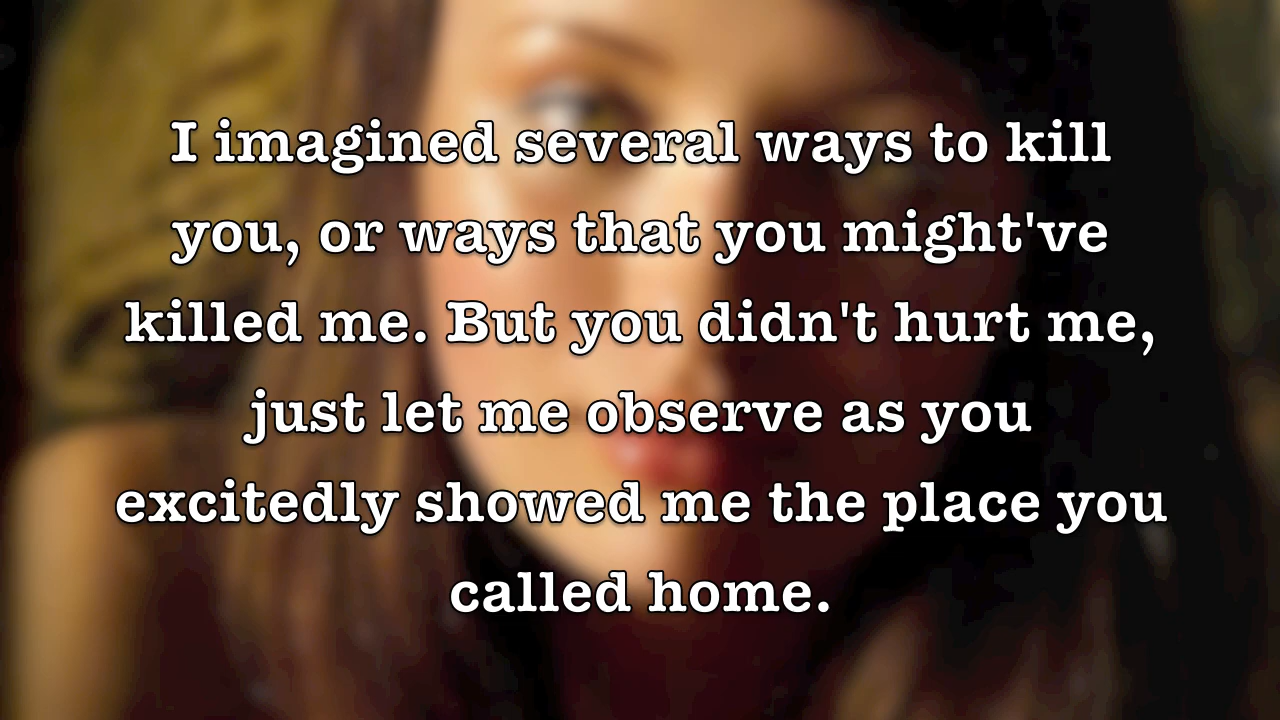 I imagined several ways to kill
you, or ways that you might've
killed me. But you didn't hurt me,
just let me observe as you
excitedly showed me the place you
called home.